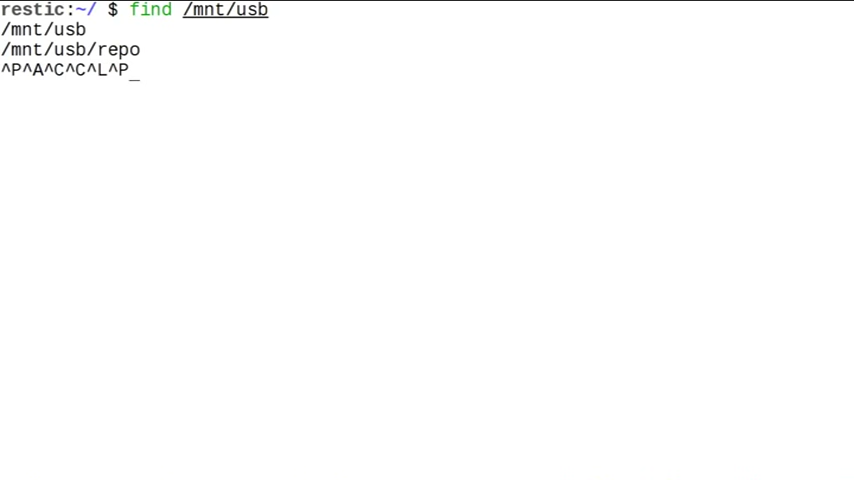 restic:~/ $ find /mnt/usb
/mnt/usb
/mnt/usb/repo
^P^A^C^C^L^P_